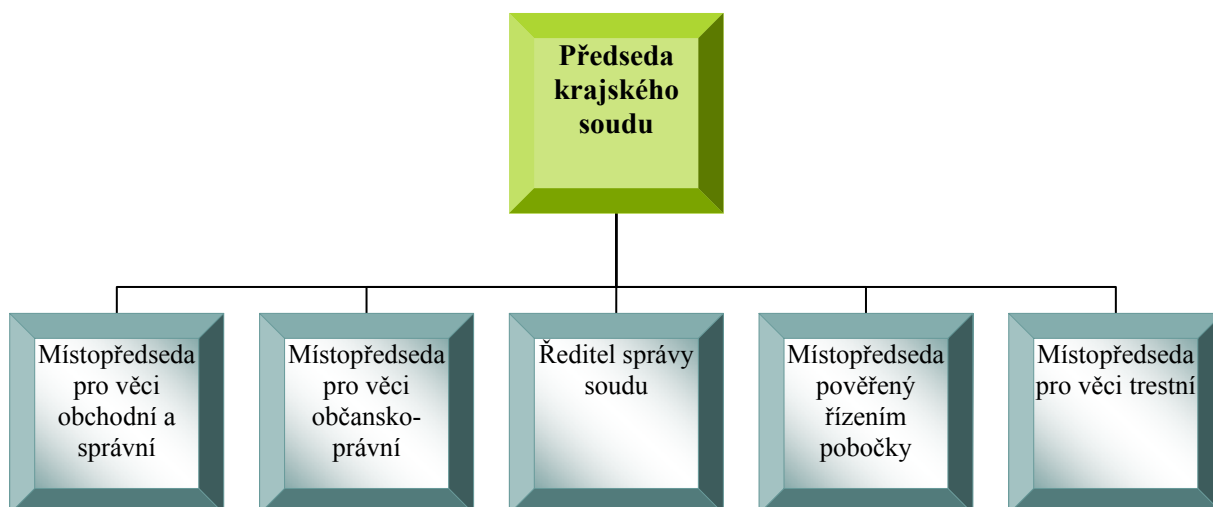 Předseda
krajského
soudu
Místopředseda
pro věci
obchodní a
správní
Místopředseda
pro věci
občansko-
právní
Ředitel správy
soudu
Místopředseda
pověřený
řízením
pobočky
Místopředseda
pro věci trestní